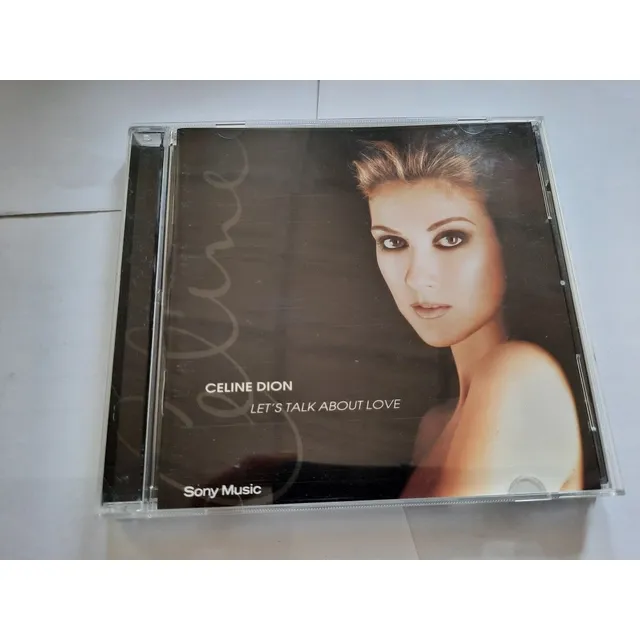 Celine
CELINE DION
LET'S TALK ABOUT LOVE
Sony Music